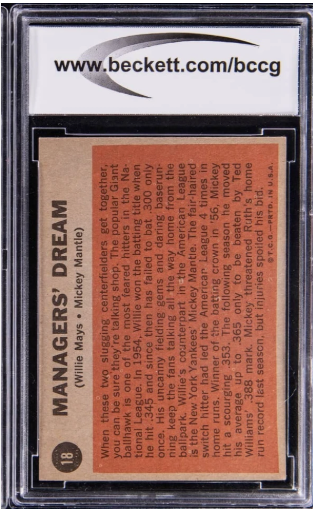 www.beckett.com/bccg
18
MANAGERS' DREAM
(Willie Mays • Mickey Mantle)
When these two slugging centerfielders get together,
you can be sure they're talking shop. The popular Giant
ballhawk is one of the most feared hitters in the Na-
tional League. In 1954, Willie won the batting title when
he hit .345 and since then has failed to bat .300 only
once. His uncanny fielding gems and daring baserun-
ning keep the fans talking all the way home from the
ballpark. Willie's counterpart in the American League
is the New York Yankees' Mickey Mantle. The fair-haired
switch hitter had led the American League 4 times in
home runs. Winner of the batting crown in '56, Mickey
hit a scourging .353. The following season he moved
his average up to .365 only to be beaten by Ted
Williams' .388 mark. Mickey threatened Ruth's home
run record last season, but injuries spoiled his bid.
©T.C.G.—PRTD. IN U.S.A.